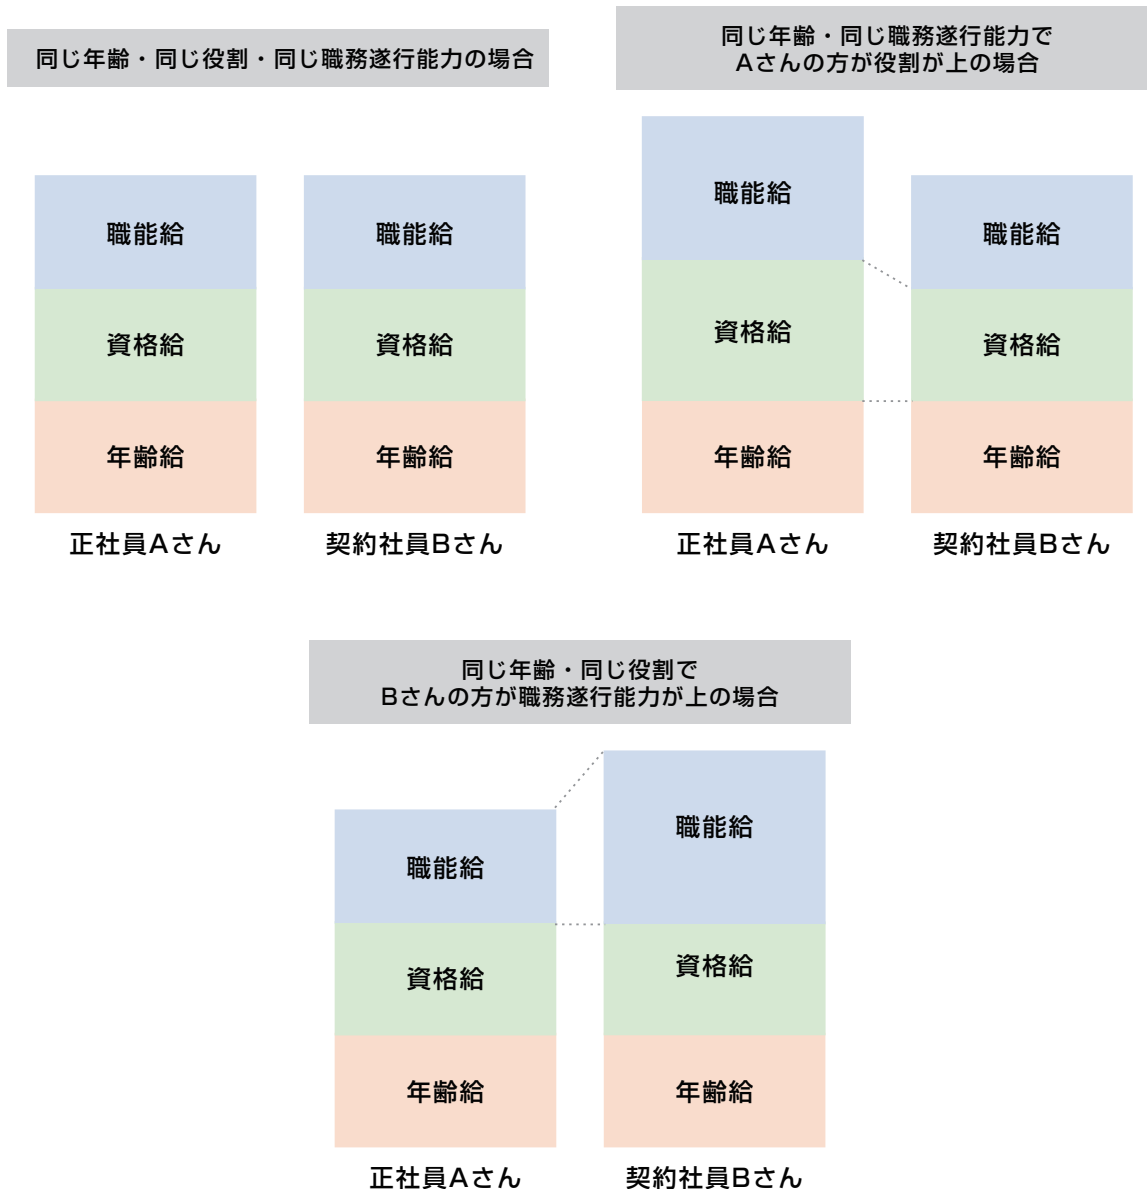 同じ年齢・同じ役割・同じ職務遂行能力の場合
職能給
職能給
資格給
資格給
年齢給
年齢給
正社員Aさん
契約社員Bさん
同じ年齢・同じ職務遂行能力で
Aさんの方が役割が上の場合
職能給
職能給
資格給
資格給
年齢給
年齢給
正社員Aさん
契約社員Bさん
同じ年齢・同じ役割で
Bさんの方が職務遂行能力が上の場合
職能給
職能給
資格給
資格給
年齢給
年齢給
正社員Aさん
契約社員Bさん